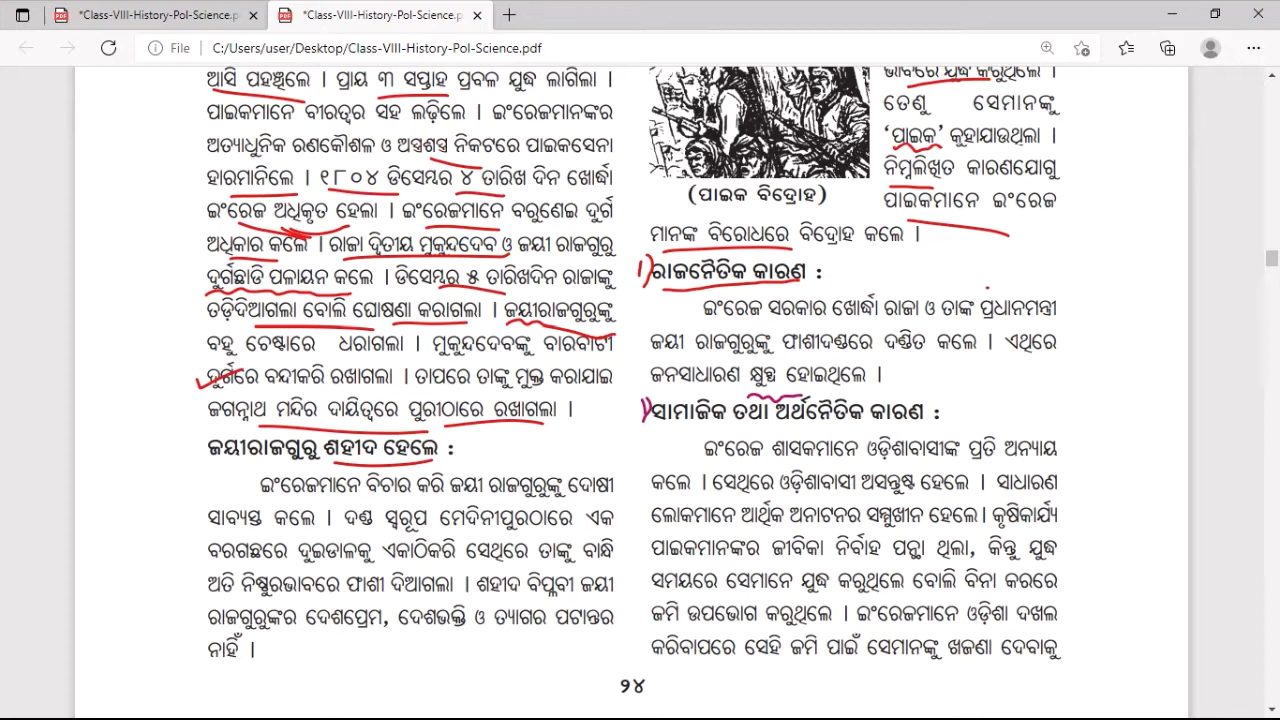 *Class-VIII-History-Pol-Science.p
*Class-VIII-History-Pol-Science.p
File
C:/Users/user/Desktop/Class-VIII-History-Pol-Science.pdf
ଆସି ପହଞ୍ଚିଲେ । ପ୍ରାୟ ୩ ସପ୍ତାହ ପ୍ରବଳ ଯୁଦ୍ଧ ଲାଗିଲା ।
ପାଇକମାନେ ବୀରତ୍ୱର ସହ ଲଢ଼ିଲେ । ଇଂରେଜମାନଙ୍କର
ଅତ୍ୟାଧୁନିକ ରଣକୌଶଳ ଓ ଅସ୍ତ୍ରଶସ୍ତ୍ର ନିକଟରେ ପାଇକସେନା
ହାରମାନିଲେ । ୧୮୦୪ ଡିସେମ୍ବର ୪ ତାରିଖ ଦିନ ଖୋର୍ଦ୍ଧା
ଇଂରେଜ ଅଧିକୃତ ହେଲା । ଇଂରେଜମାନେ ବରୁଣେଇ ଦୁର୍ଗ
ଅଧିକାର କଲେ । ରାଜା ଦ୍ୱିତୀୟ ମୁକୁନ୍ଦଦେବ ଓ ଜୟୀ ରାଜଗୁରୁ
ଦୁର୍ଗଛାଡି ପଳାୟନ କଲେ । ଡିସେମ୍ବର ୫ ତାରିଖଦିନ ରାଜାଙ୍କୁ
ତଡ଼ିଦିଆଗଲା ବୋଲି ଘୋଷଣା କରାଗଲା । ଜୟୀରାଜଗୁରୁଙ୍କୁ
ବହୁ ଚେଷ୍ଟାରେ ଧରାଗଲା । ମୁକୁନ୍ଦଦେବଙ୍କୁ ବାରବାଟୀ
ଦୁର୍ଗରେ ବନ୍ଦୀକରି ରଖାଗଲା । ତାପରେ ତାଙ୍କୁ ମୁକ୍ତ କରାଯାଇ
ଜଗନ୍ନାଥ ମନ୍ଦିର ଦାୟିତ୍ୱରେ ପୁରୀଠାରେ ରଖାଗଲା ।
ଜୟୀରାଜଗୁରୁ ଶହୀଦ ହେଲେ :
ଇଂରେଜମାନେ ବିଚାର କରି ଜୟୀ ରାଜଗୁରୁଙ୍କୁ ଦୋଷୀ
ସାବ୍ୟସ୍ତ କଲେ । ଦଣ୍ଡ ସ୍ୱରୂପ ମେଦିନୀପୁରଠାରେ ଏକ
ବରଗଛରେ ଦୁଇଡାଳକୁ ଏକାଠିକରି ସେଥିରେ ତାଙ୍କୁ ବାନ୍ଧି
ଅତି ନିଷ୍ଠୁରଭାବରେ ଫାଶୀ ଦିଆଗଲା । ଶହୀଦ ବିପ୍ଳବୀ ଜୟୀ
ରାଜଗୁରୁଙ୍କର ଦେଶପ୍ରେମ, ଦେଶଭକ୍ତି ଓ ତ୍ୟାଗର ପଟାନ୍ତର
ନାହିଁ ।
ଭାବରେ ଯୁଦ୍ଧ କରୁଥିଲେ ।
ତେଣୁ ସେମାନଙ୍କୁ
‘ପାଇକ’ କୁହାଯାଉଥିଲା ।
ନିମ୍ନଲିଖିତ କାରଣଯୋଗୁ
ପାଇକମାନେ ଇଂରେଜ
(ପାଇକ ବିଦ୍ରୋହ)
ମାନଙ୍କ ବିରୋଧରେ ବିଦ୍ରୋହ କଲେ ।
1) ରାଜନୈତିକ କାରଣ :
ଇଂରେଜ ସରକାର ଖୋର୍ଦ୍ଧା ରାଜା ଓ ତାଙ୍କ ପ୍ରଧାନମନ୍ତ୍ରୀ
ଜୟୀ ରାଜଗୁରୁଙ୍କୁ ଫାଶୀଦଣ୍ଡରେ ଦଣ୍ଡିତ କଲେ । ଏଥିରେ
ଜନସାଧାରଣ କ୍ଷୁବ୍ଧ ହୋଇଥିଲେ ।
ସାମାଜିକ ତଥା ଅର୍ଥନୈତିକ କାରଣ :
ଇଂରେଜ ଶାସକମାନେ ଓଡ଼ିଶାବାସୀଙ୍କ ପ୍ରତି ଅନ୍ୟାୟ
କଲେ । ସେଥିରେ ଓଡ଼ିଶାବାସୀ ଅସନ୍ତୁଷ୍ଟ ହେଲେ । ସାଧାରଣ
ଲୋକମାନେ ଆର୍ଥିକ ଅନାଟନର ସମ୍ମୁଖୀନ ହେଲେ। କୃଷିକାର୍ଯ୍ୟ
ପାଇକମାନଙ୍କର ଜୀବିକା ନିର୍ବାହ ପନ୍ଥା ଥିଲା, କିନ୍ତୁ ଯୁଦ୍ଧ
ସମୟରେ ସେମାନେ ଯୁଦ୍ଧ କରୁଥିଲେ ବୋଲି ବିନା କରରେ
ଜମି ଉପଭୋଗ କରୁଥିଲେ । ଇଂରେଜମାନେ ଓଡ଼ିଶା ଦଖଲ
କରିବାପରେ ସେହି ଜମି ପାଇଁ ସେମାନଙ୍କୁ ଖଜଣା ଦେବାକୁ
୨୪